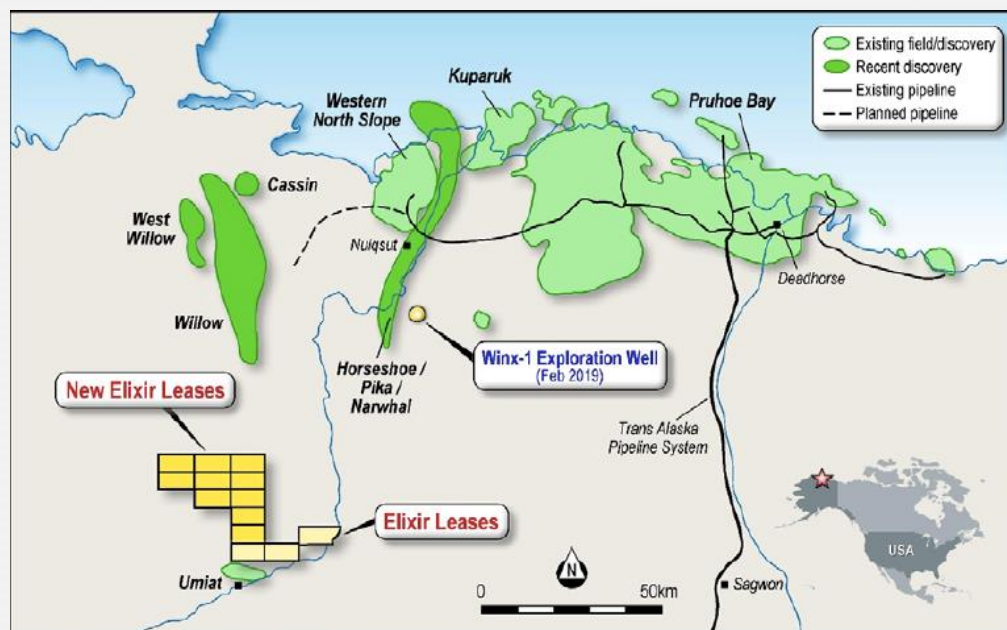 Existing field/discovery
Recent discovery
Existing pipeline
Planned pipeline
Kuparuk
Western
North Slope
Pruhoe Bay
Cassin
West
Willow
Nuiqsut
Deadhorse
Willow
Winx-1 Exploration Well
(Feb 2019)
Horseshoe /
Pika /
Narwhal
New Elixir Leases
Trans Alaska
Pipeline System
Elixir Leases
USA
Umiat
N
0
50km
Sagwon